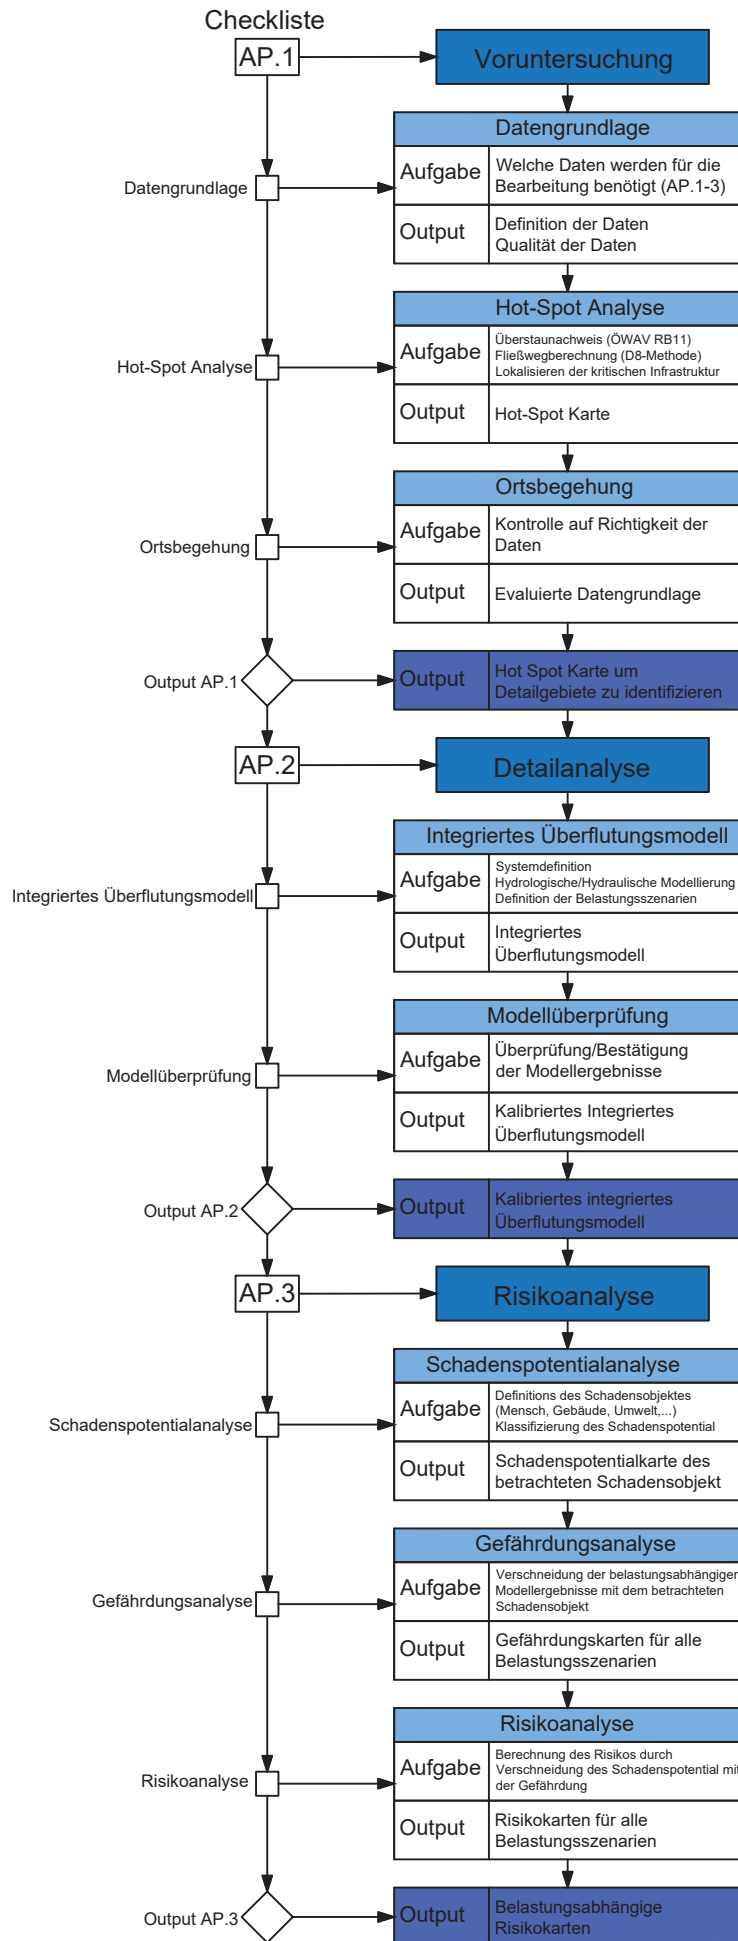 Checkliste
AP.1
Voruntersuchung
Datengrundlage
Datengrundlage
Aufgabe
Welche Daten werden für die
Bearbeitung benötigt (AP.1-3)
Output
Definition der Daten
Qualität der Daten
Hot-Spot Analyse
Hot-Spot Analyse
Aufgabe
Überstaunachweis (ÖWAV RB11)
Fließwegberechnung (D8-Methode)
Lokalisieren der kritischen Infrastruktur
Output
Hot-Spot Karte
Ortsbegehung
Ortsbegehung
Aufgabe
Kontrolle auf Richtigkeit der
Daten
Output
Evaluierte Datengrundlage
Output AP.1
Output
Hot Spot Karte um
Detailgebiete zu identifizieren
AP.2
Detailanalyse
Integriertes Überflutungsmodell
Integriertes Überflutungsmodell
Aufgabe
Systemdefinition
Hydrologische/Hydraulische Modellierung
Definition der Belastungsszenarien
Output
Integriertes
Überflutungsmodell
Modellüberprüfung
Modellüberprüfung
Aufgabe
Überprüfung/Bestätigung
der Modellergebnisse
Output
Kalibriertes Integriertes
Überflutungsmodell
Output AP.2
Output
Kalibriertes integriertes
Überflutungsmodell
AP.3
Risikoanalyse
Schadenspotentialanalyse
Schadenspotentialanalyse
Aufgabe
Definitions des Schadensobjektes
(Mensch, Gebäude, Umwelt,...)
Klassifizierung des Schadenspotential
Output
Schadenspotentialkarte des
betrachteten Schadensobjekt
Gefährdungsanalyse
Gefährdungsanalyse
Aufgabe
Verschneidung der belastungsabhängiger
Modellergebnisse mit dem betrachteten
Schadensobjekt
Output
Gefährdungskarten für alle
Belastungsszenarien
Risikoanalyse
Risikoanalyse
Aufgabe
Berechnung des Risikos durch
Verschneidung des Schadenspotential mit
der Gefährdung
Output
Risikokarten für alle
Belastungsszenarien
Output AP.3
Output
Belastungsabhängige
Risikokarten